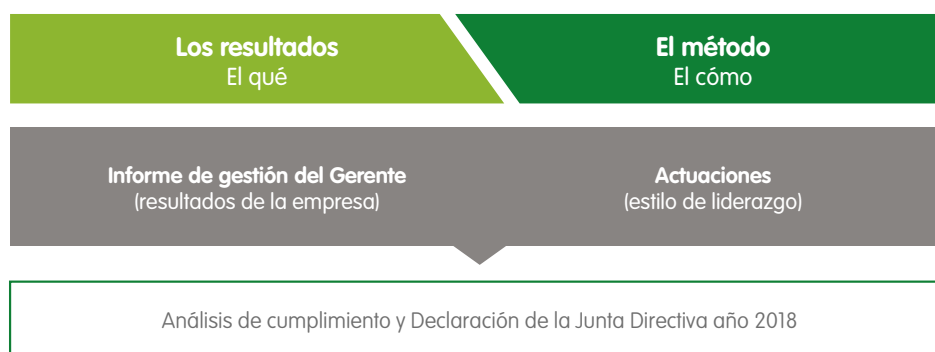 Los resultados
El qué
El método
El cómo
Informe de gestión del Gerente
(resultados de la empresa)
Actuaciones
(estilo de liderazgo)
Análisis de cumplimiento y Declaración de la Junta Directiva año 2018